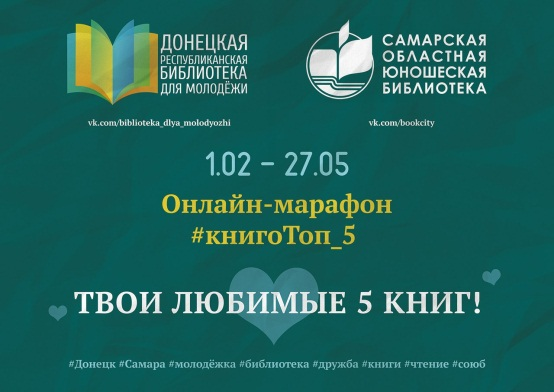 ДОНЕЦКАЯ
РЕСПУБЛИКАНСКАЯ
БИБЛИОТЕКА
ДЛЯ МОЛОДЁЖИ
vk.com/biblioteka_dlya_molodyozhi
САМАРСКАЯ
ОБЛАСТНАЯ
ЮНОШЕСКАЯ
БИБЛИОТЕКА
vk.com/bookcity
1.02 – 27.05
Онлайн-марафон
#книгоТоп_5
ТВОИ ЛЮБИМЫЕ 5 КНИГ!
#Донецк #Самара #молодёжка #библиотека #дружба #книги #чтение #союб